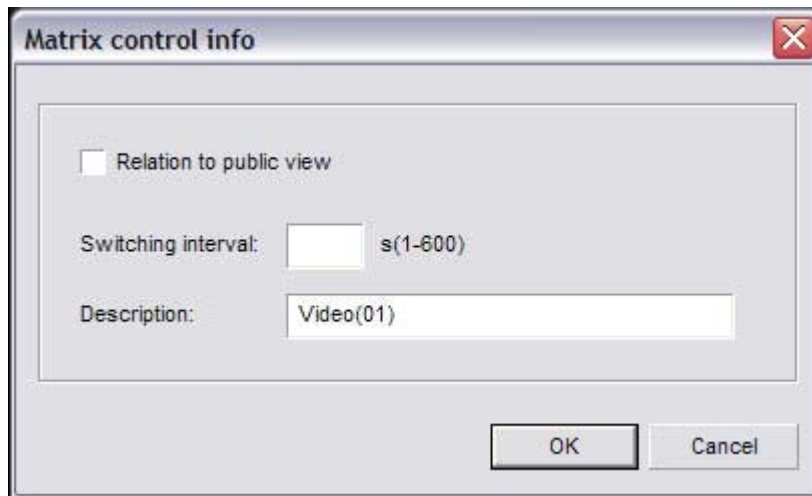 Matrix control info
Relation to public view
Switching interval: s(1-600)
Description: Video(01)
OK Cancel